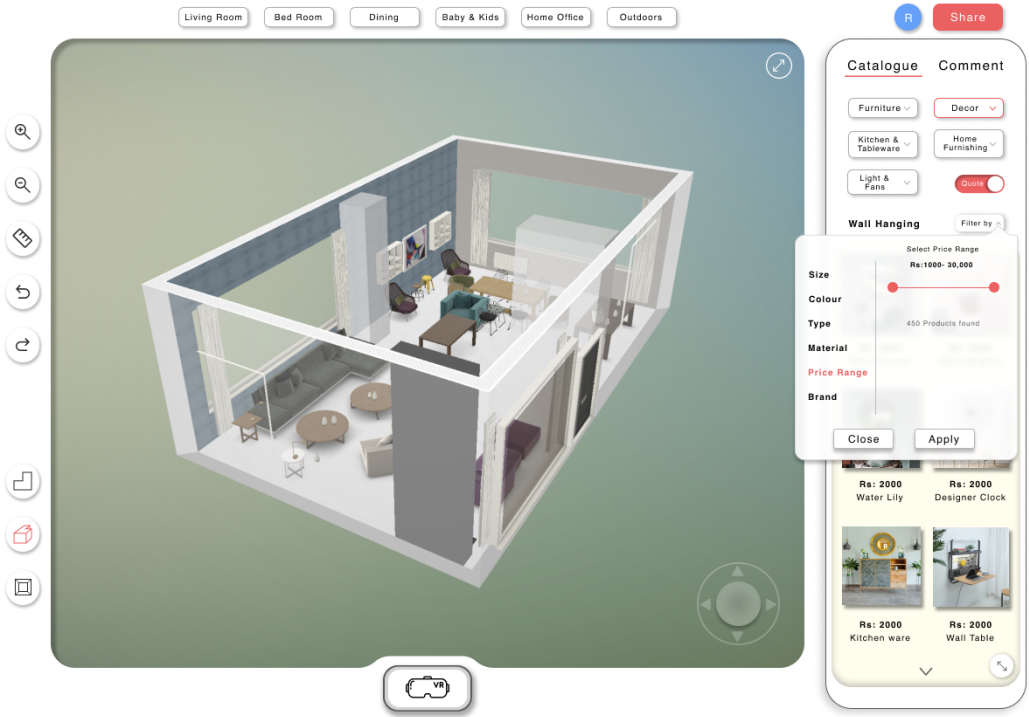 Living Room
Bed Room
Dining
Baby & Kids
Home Office
Outdoors
R
Share
Catalogue
Comment
Furniture
Decor
Kitchen &
Tableware
Home
Furnishing
Light &
Fans
Quote
Wall Hanging
Filter by
Select Price Range
Rs:1000- 30,000
Size
Colour
Type
450 Products found
Material
Price Range
Brand
Close
Apply
Rs: 2000
Water Lily
Rs: 2000
Designer Clock
Rs: 2000
Kitchen ware
Rs: 2000
Wall Table
VR